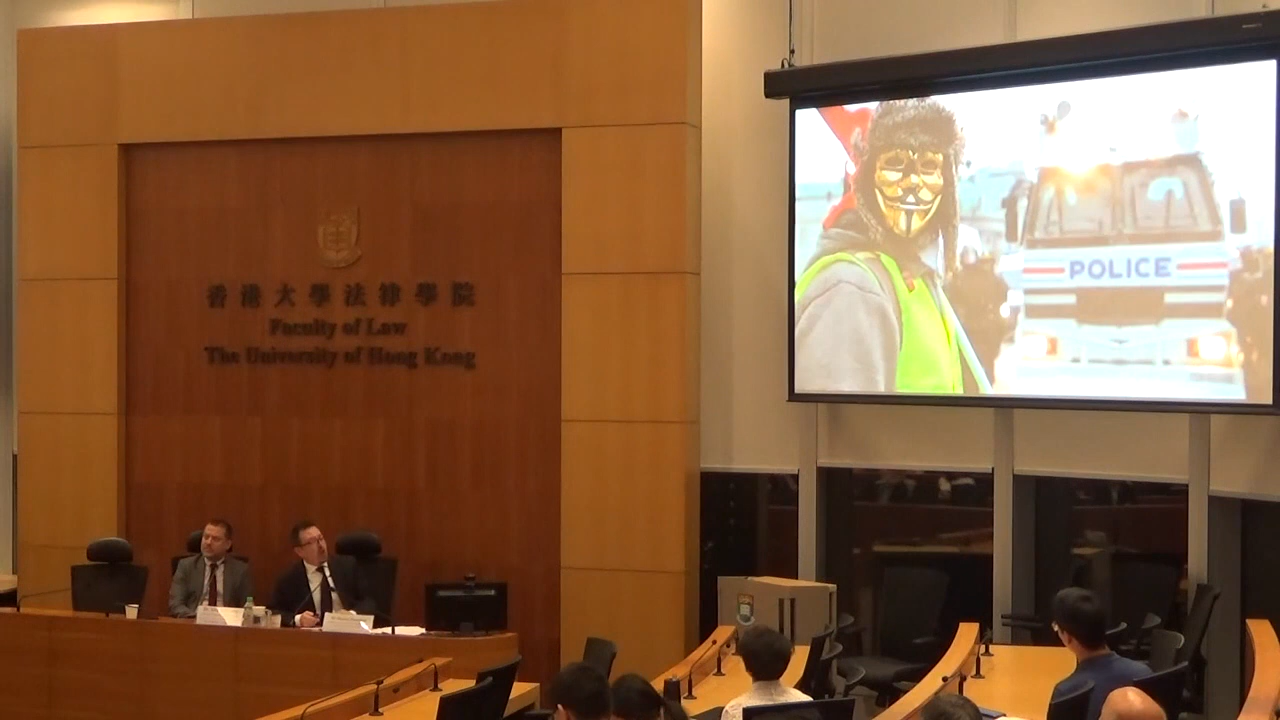 香港大學法律學院
Faculty of Law
The University of Hong Kong
POLICE